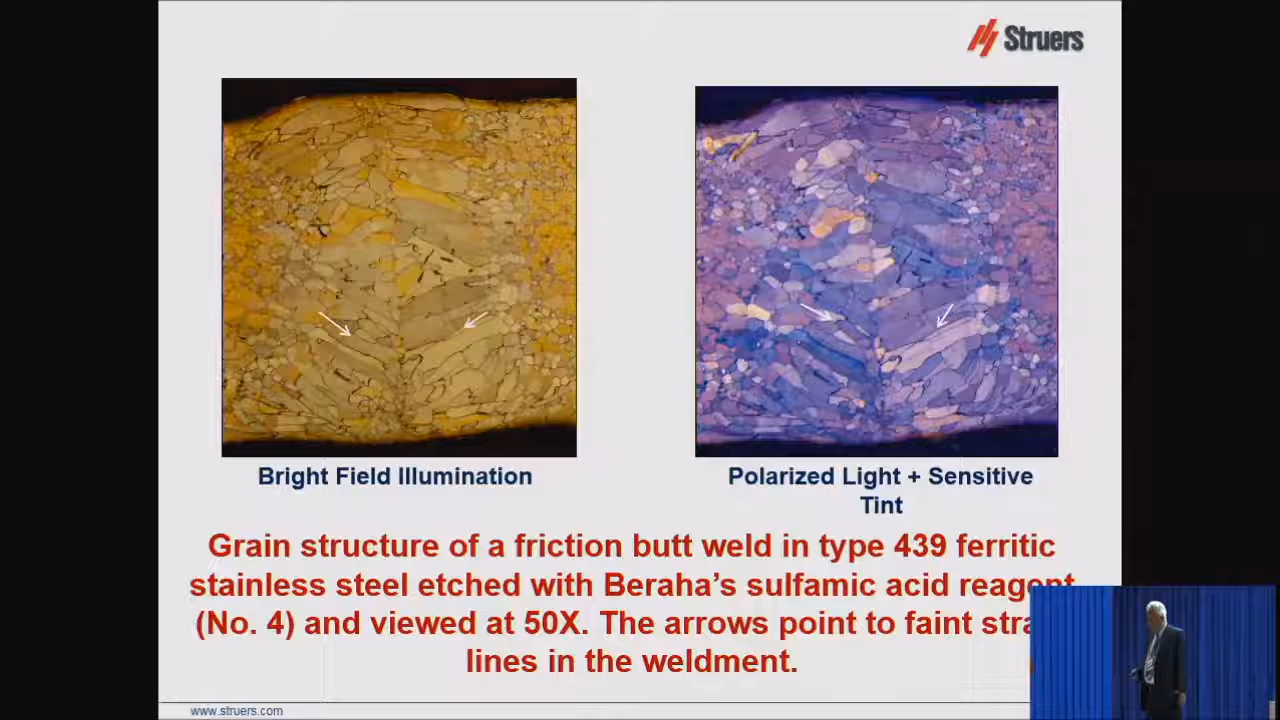 Struers
Bright Field Illumination
Polarized Light + Sensitive
Tint
Grain structure of a friction butt weld in type 439 ferritic
stainless steel etched with Beraha’s sulfamic acid reagent
(No. 4) and viewed at 50X. The arrows point to faint
lines in the weldment.
www.struers.com